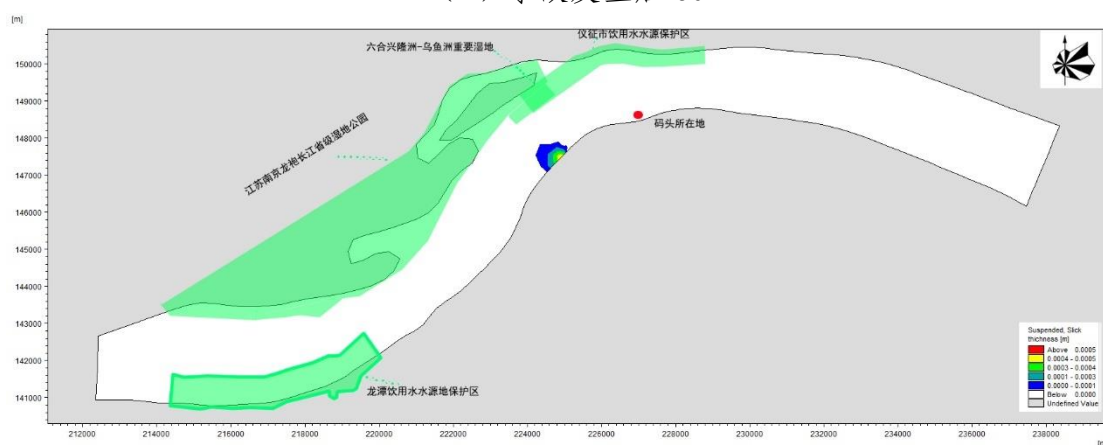 [m]
150000
149000
148000
147000
146000
145000
144000
143000
142000
141000
六合兴隆洲-乌鱼洲重要湿地
仪征市饮用水水源保护区
江苏南京龙袍长江省级湿地公园
码头所在地
龙潭饮用水水源地保护区
Suspended, Slick
thichness [m]
Above 0.0005
0.0004 - 0.0005
0.0003 - 0.0004
0.0001 - 0.0003
0.0000 - 0.0001
Below 0.0000
Undefined Value
212000 214000 216000 218000 220000 222000 224000 226000 228000 230000 232000 234000 236000 238000